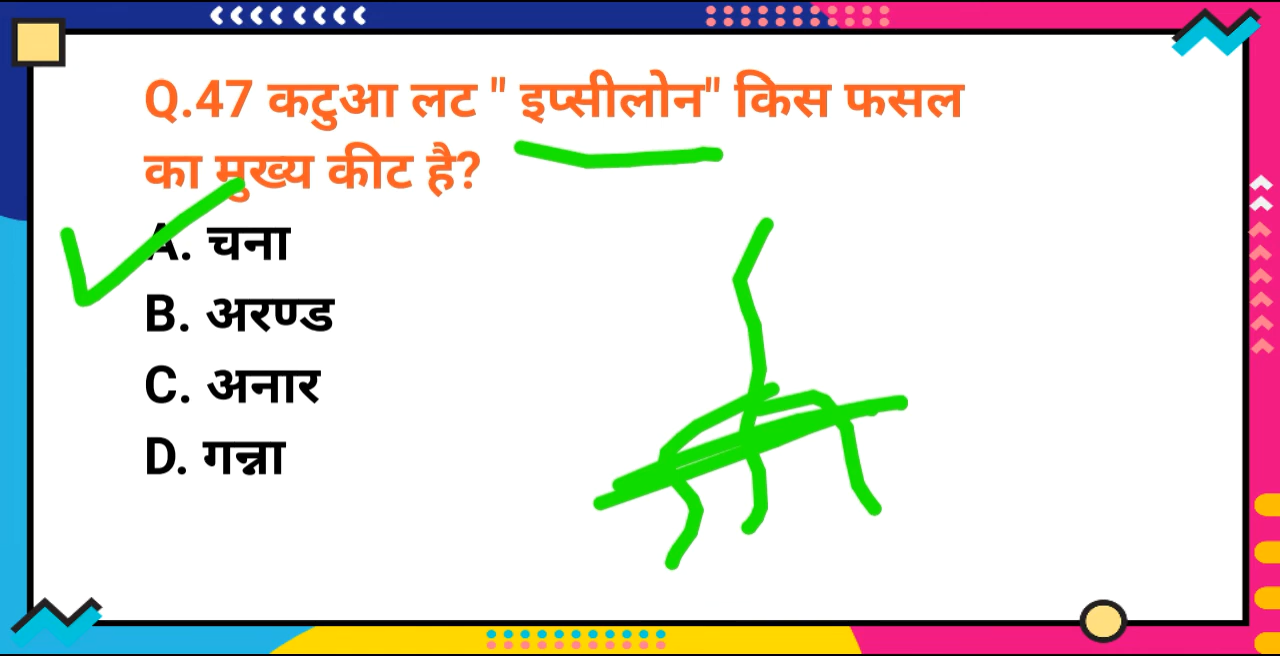 Q.47 कटुआ लट " इप्सीलोन" किस फसल
का मुख्य कीट है?
A. चना
B. अरण्ड
C. अनार
D. गन्ना